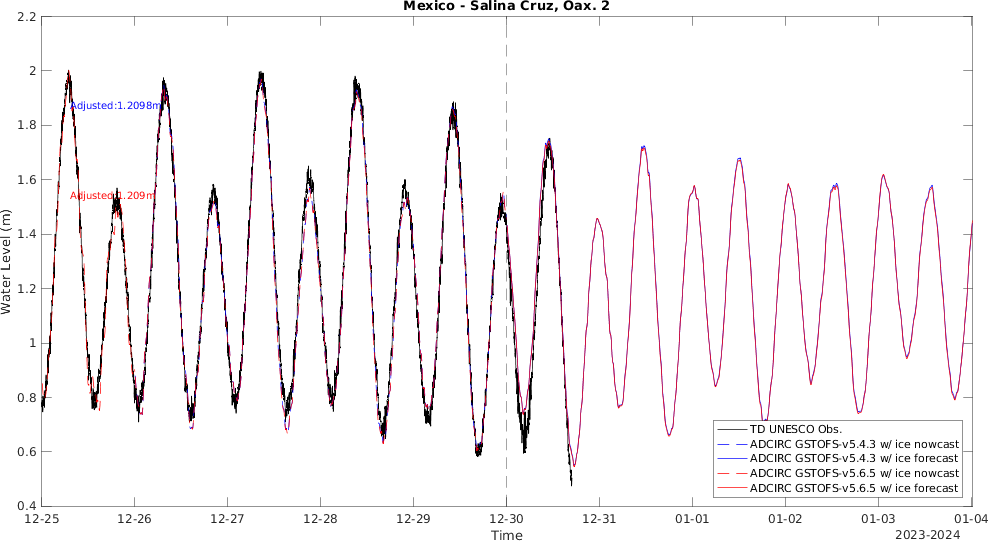 Mexico - Salina Cruz, Oax. 2
2.2
2
1.8
1.6
1.4
1.2
1
0.8
0.6
0.4
Water Level (m)
Adjusted:1.2098m
Adjusted:1.209m
TD UNESCO Obs.
ADCIRC GSTOFS-v5.4.3 w/ ice nowcast
ADCIRC GSTOFS-v5.4.3 w/ ice forecast
ADCIRC GSTOFS-v5.6.5 w/ ice nowcast
ADCIRC GSTOFS-v5.6.5 w/ ice forecast
12-25 12-26 12-27 12-28 12-29 12-30 12-31 01-01 01-02 01-03 01-04
Time
2023-2024